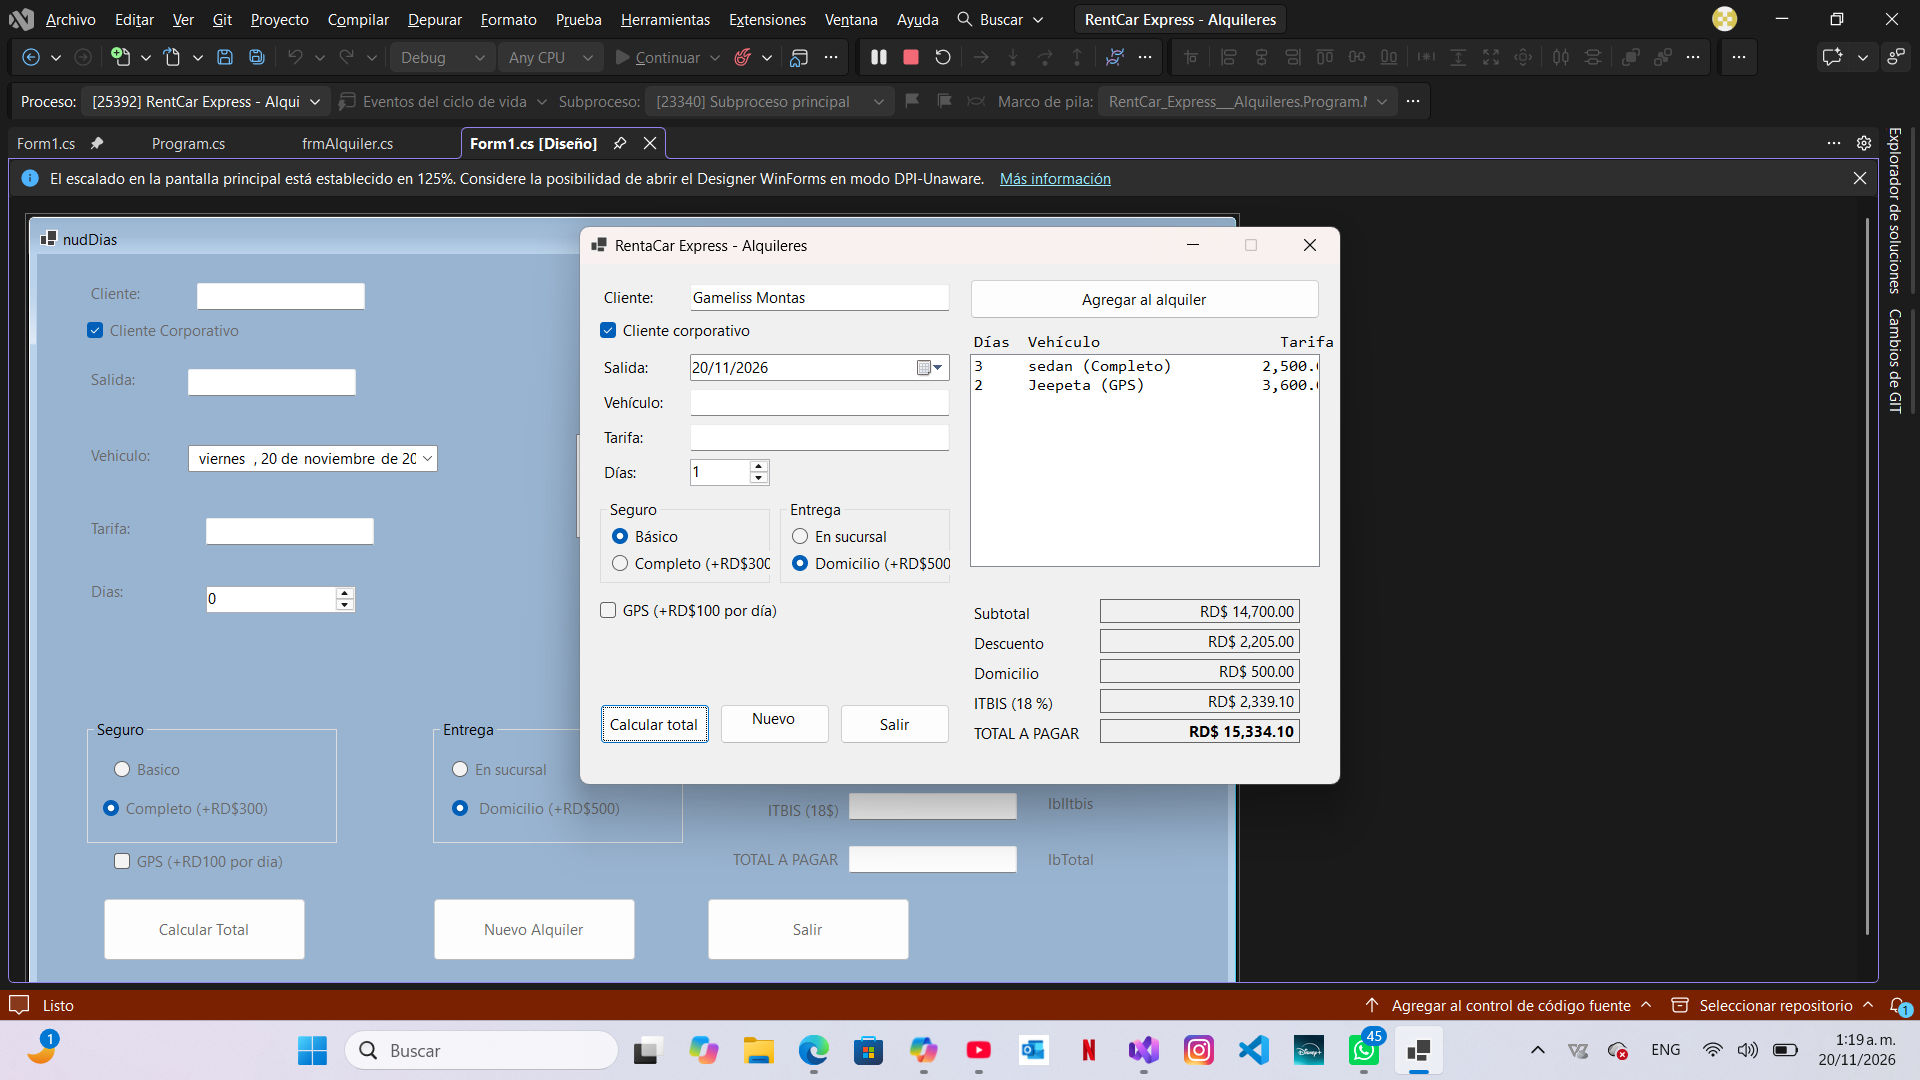 Archivo Editar Ver Git Proyecto Compilar Depurar Formato Prueba Herramientas Extensiones Ventana Ayuda Buscar RentCar Express - Alquileres
Debug Any CPU Continuar
Proceso: [25392] RentCar Express - Alqui Eventos del ciclo de vida Subproceso: [23340] Subproceso principal Marco de pila: RentCar_Express___Alquileres.Program.M
Form1.cs Program.cs frmAlquiler.cs Form1.cs [Diseño]
El escalado en la pantalla principal está establecido en 125%. Considere la posibilidad de abrir el Designer WinForms en modo DPI-Unaware. Más información
Explorador de soluciones
Cambios de GIT
nudDias
Cliente:
Cliente Corporativo
Salida:
Vehiculo: viernes , 20 de noviembre de 20
Tarifa:
Dias: 0
Seguro
Basico
Completo (+RD$300)
GPS (+RD100 por dia)
Entrega
En sucursal
Domicilio (+RD$500)
ITBIS (18$) lblItbis
TOTAL A PAGAR lbTotal
Calcular Total Nuevo Alquiler Salir
RentaCar Express - Alquileres
Cliente: Gameliss Montas
Cliente corporativo
Salida: 20/11/2026
Vehículo:
Tarifa:
Días: 1
Seguro
Básico
Completo (+RD$300
Entrega
En sucursal
Domicilio (+RD$500
GPS (+RD$100 por día)
Calcular total Nuevo Salir
Agregar al alquiler
Días Vehículo Tarifa
3 sedan (Completo) 2,500.
2 Jeepeta (GPS) 3,600.
Subtotal RD$ 14,700.00
Descuento RD$ 2,205.00
Domicilio RD$ 500.00
ITBIS (18 %) RD$ 2,339.10
TOTAL A PAGAR RD$ 15,334.10
Listo Agregar al control de código fuente Seleccionar repositorio 1
1 Buscar 45 ENG 1:19 a. m.
20/11/2026